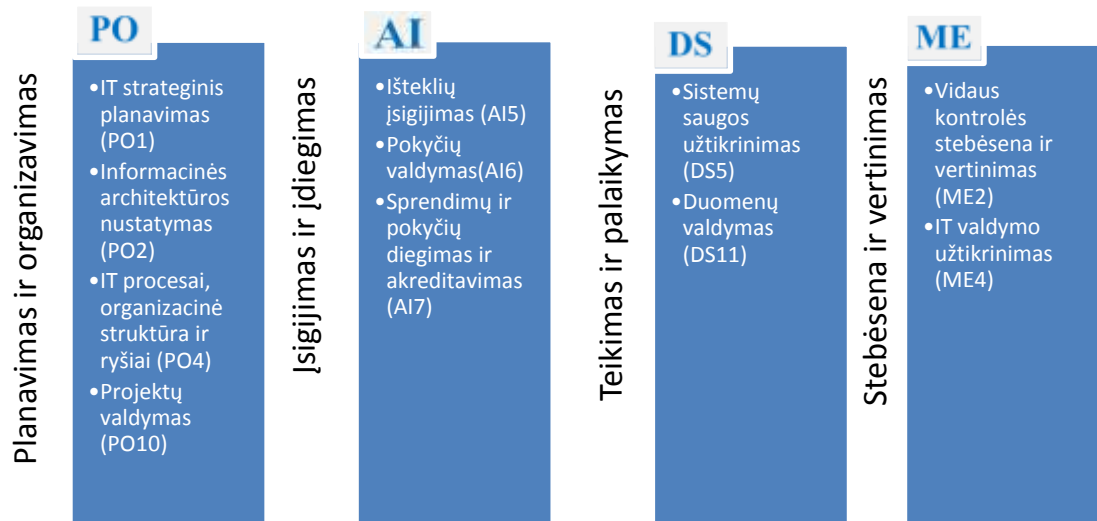 Planavimas ir organizavimas
PO
•IT strateginis
planavimas
(PO1)
•Informacinės
architektūros
nustatymas
(PO2)
•IT procesai,
organizacinė
struktūra ir
ryšiai (PO4)
•Projektų
valdymas
(PO10)
Įsigijimas ir įdiegimas
AI
•Išteklių
įsigijimas (AI5)
•Pokyčių
valdymas(AI6)
•Sprendimų ir
pokyčių
diegimas ir
akreditavimas
(AI7)
Teikimas ir palaikymas
DS
•Sistemų
saugos
užtikrinimas
(DS5)
•Duomenų
valdymas
(DS11)
Stebėsena ir vertinimas
ME
•Vidaus
kontrolės
stebėsena ir
vertinimas
(ME2)
•IT valdymo
užtikrinimas
(ME4)